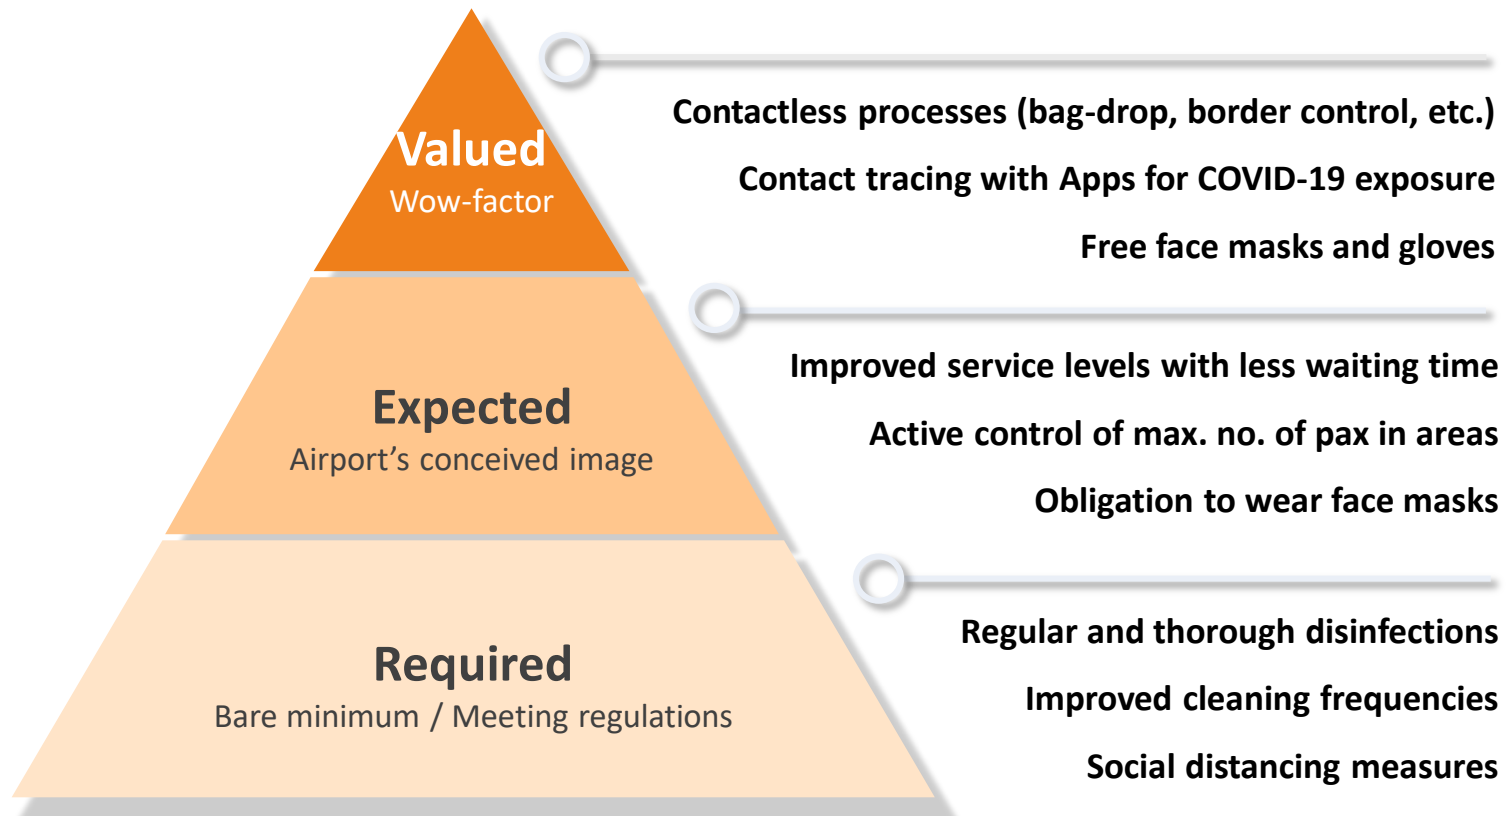 Valued
Wow-factor
Contactless processes (bag-drop, border control, etc.)
Contact tracing with Apps for COVID-19 exposure
Free face masks and gloves
Expected
Airport’s conceived image
Improved service levels with less waiting time
Active control of max. no. of pax in areas
Obligation to wear face masks
Required
Bare minimum / Meeting regulations
Regular and thorough disinfections
Improved cleaning frequencies
Social distancing measures